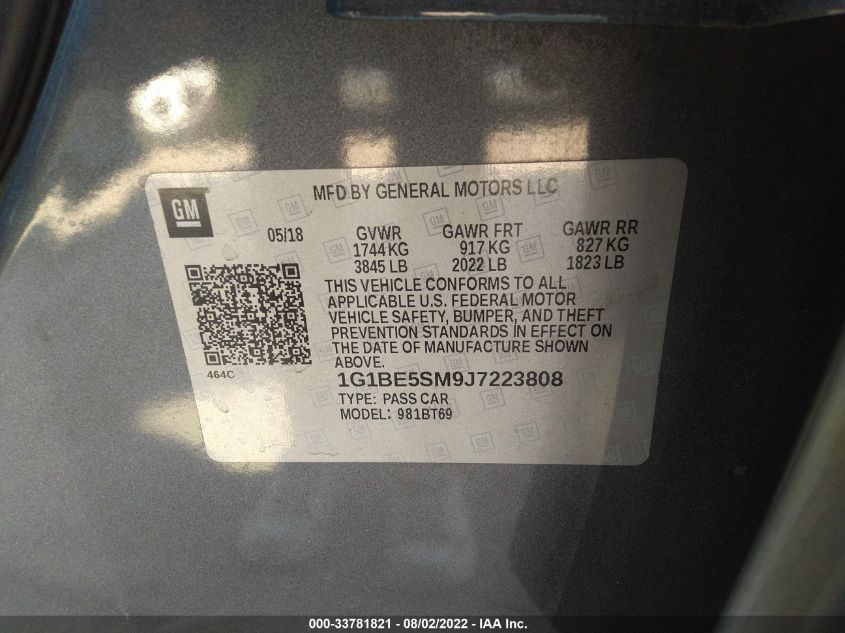 GM
MFD BY GENERAL MOTORS LLC
05/18
GVWR GAWR FRT GAWR RR
1744 KG 917 KG 827 KG
3845 LB 2022 LB 1823 LB
THIS VEHICLE CONFORMS TO ALL
APPLICABLE U.S. FEDERAL MOTOR
VEHICLE SAFETY, BUMPER, AND THEFT
PREVENTION STANDARDS IN EFFECT ON
THE DATE OF MANUFACTURE SHOWN
ABOVE.
464C
1G1BE5SM9J7223808
TYPE: PASS CAR
MODEL: 981BT69
000-33781821 - 08/02/2022 - IAA Inc.